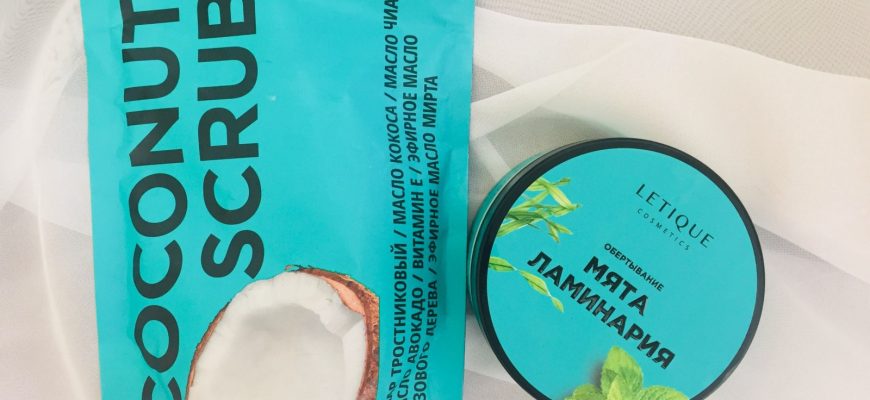 COCONUT
SCRUB
ТРОСТНИКОВЫЙ / МАСЛО КОКОСА / МАСЛО ЧИА
АВОКАДО / ВИТАМИН Е / ЭФИРНОЕ МАСЛО
ДЕРЕВА / ЭФИРНОЕ МАСЛО МИРТА
LETIQUE
COSMETICS
ОБЕРТЫВАНИЕ
МЯТА
ЛАМИНАРИЯ